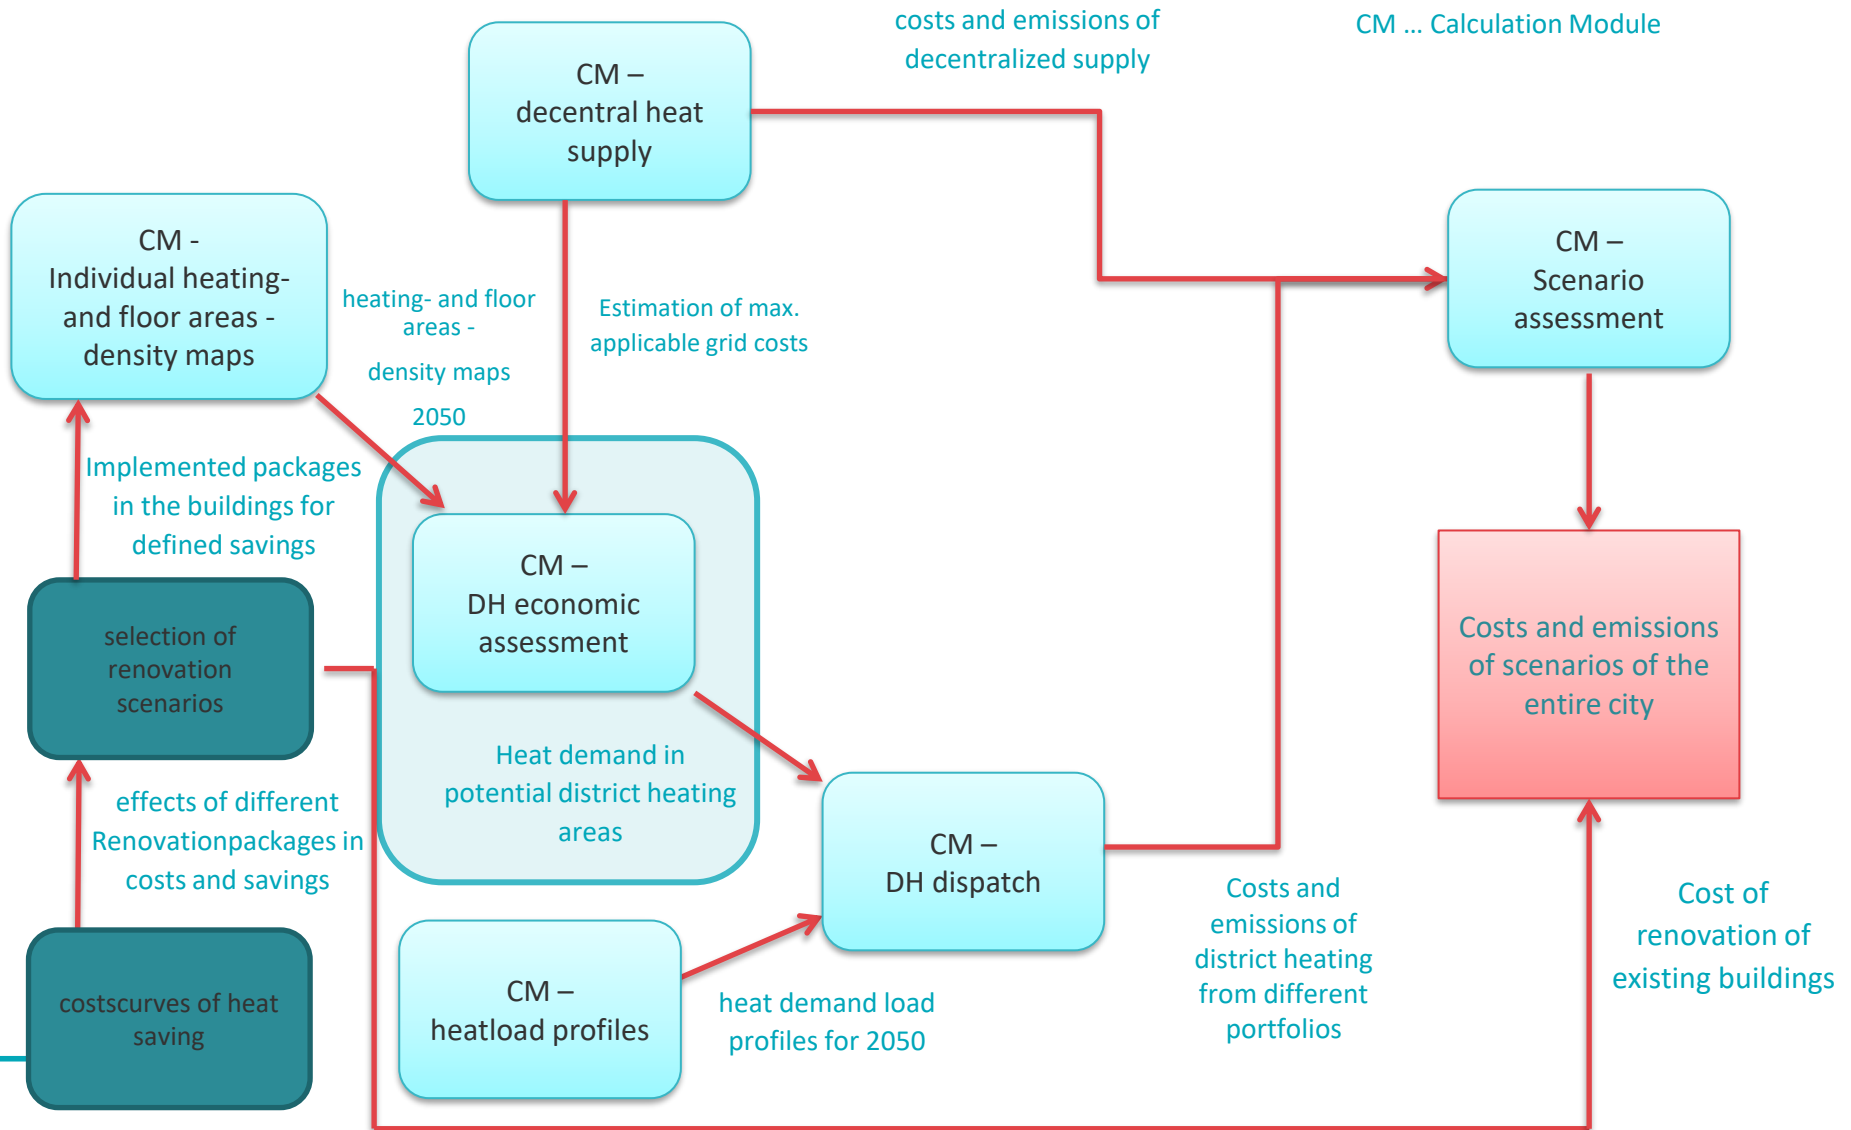 costs and emissions of
decentralized supply
CM ... Calculation Module
CM –
decentral heat
supply
CM -
Individual heating-
and floor areas -
density maps
CM –
Scenario
assessment
heating- and floor
areas -
density maps
2050
Estimation of max.
applicable grid costs
Implemented packages
in the buildings for
defined savings
CM –
DH economic
assessment
selection of
renovation
scenarios
Costs and emissions
of scenarios of the
entire city
Heat demand in
potential district heating
areas
effects of different
Renovationpackages in
costs and savings
CM –
DH dispatch
Costs and
emissions of
district heating
from different
portfolios
Cost of
renovation of
existing buildings
costscurves of heat
saving
CM –
heatload profiles
heat demand load
profiles for 2050